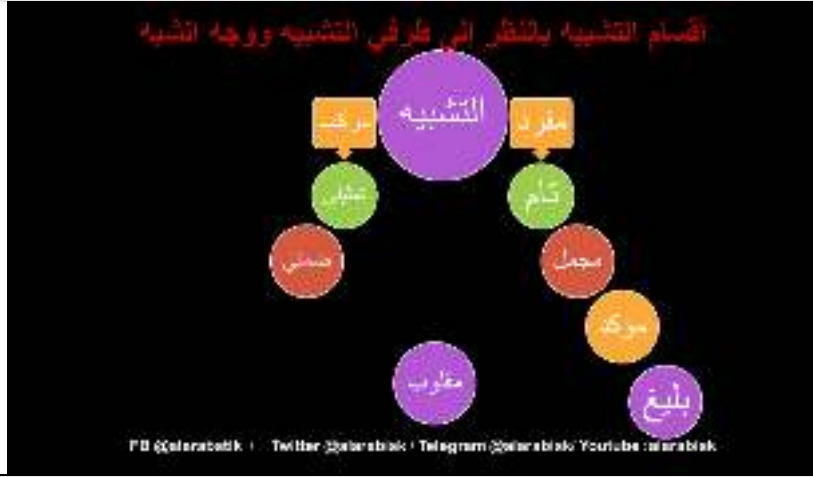 أقسام التشبيه بالنظر إلى طرفي التشبيه ووجه الشبه
التشبيه
مفرد
مركب
تام
تمثيلي
مجمل
ضمني
مؤكد
مقلوب
بليغ
FB @alarabatik / Twitter @alarabiak / Telegram @alarabiak/ Youtube :alarabiak